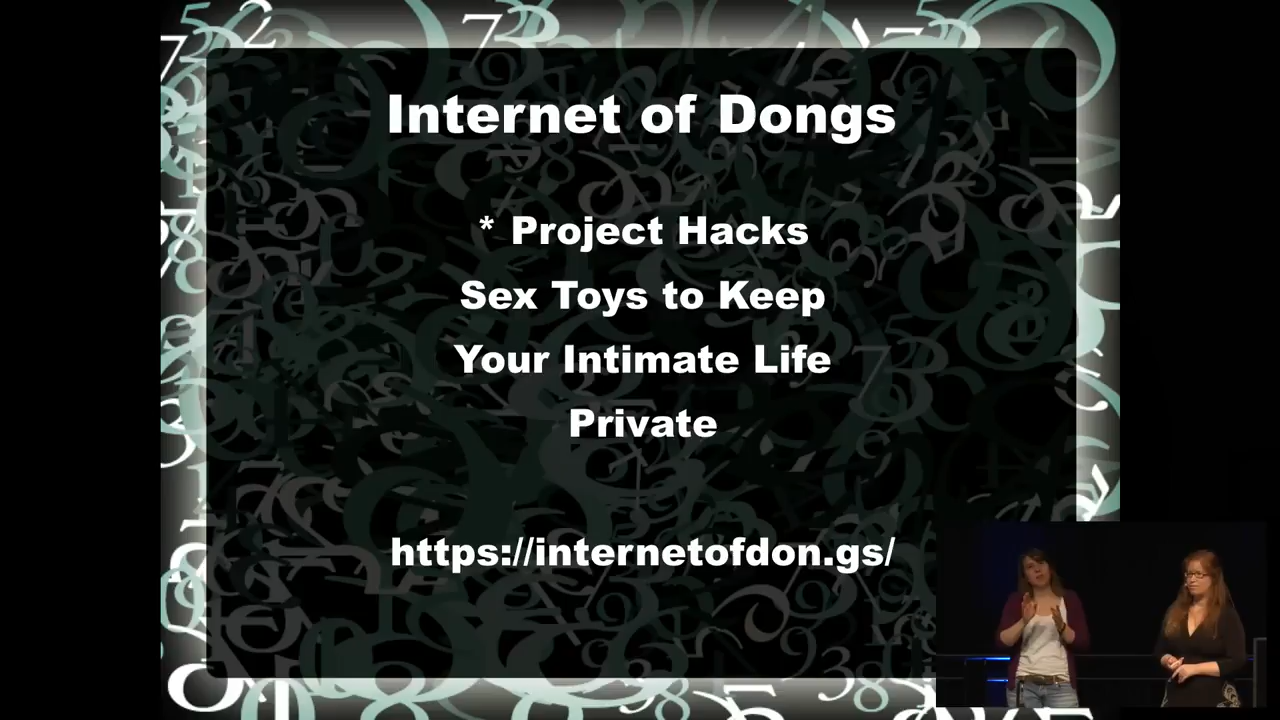 Internet of Dongs
* Project Hacks
Sex Toys to Keep
Your Intimate Life
Private
https://internetofdon.gs/